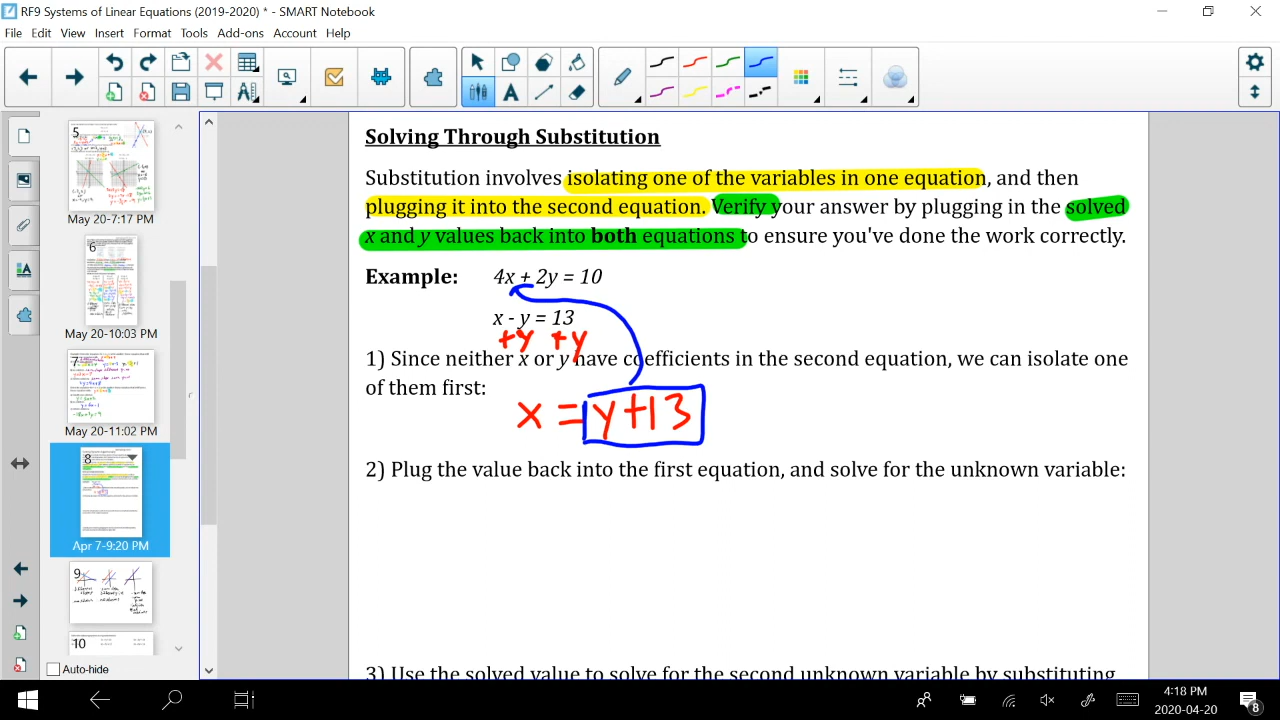 RF9 Systems of Linear Equations (2019-2020) * - SMART Notebook
File Edit View Insert Format Tools Add-ons Account Help
5
May 20-7:17 PM
6
May 20-10:03 PM
7
May 20-11:02 PM
8
Apr 7-9:20 PM
9
10
Auto-hide
Solving Through Substitution
Substitution involves isolating one of the variables in one equation, and then
plugging it into the second equation. Verify your answer by plugging in the solved
x and y values back into both equations to ensure you've done the work correctly.
Example: 4x + 2y = 10
x - y = 13
+y +y
1) Since neither x or y have coefficients in the second equation, we can isolate one
of them first:
x = y+13
2) Plug the value back into the first equation, and solve for the unknown variable:
3) Use the solved value to solve for the second unknown variable by substituting
4:18 PM
2020-04-20
8